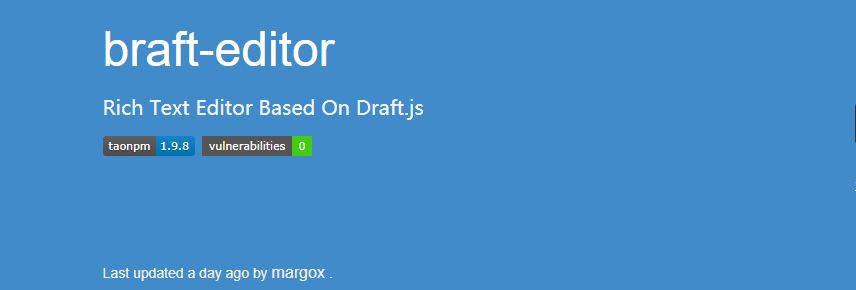 braft-editor
Rich Text Editor Based On Draft.js
taonpm 1.9.8 vulnerabilities 0
Last updated a day ago by margox .